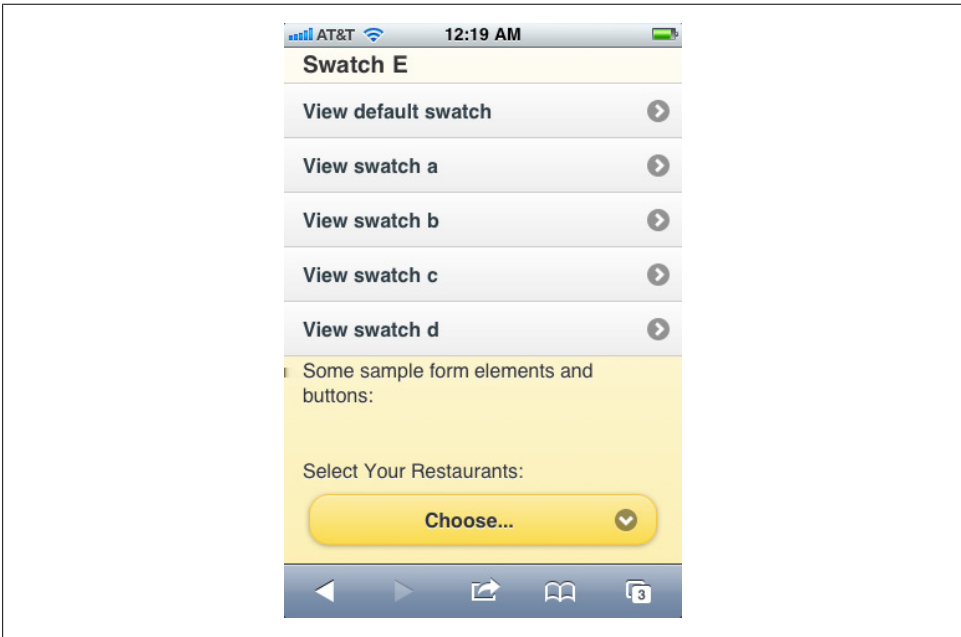 AT&T 12:19 AM
Swatch E
View default swatch
View swatch a
View swatch b
View swatch c
View swatch d
Some sample form elements and
buttons:
Select Your Restaurants:
Choose...
3